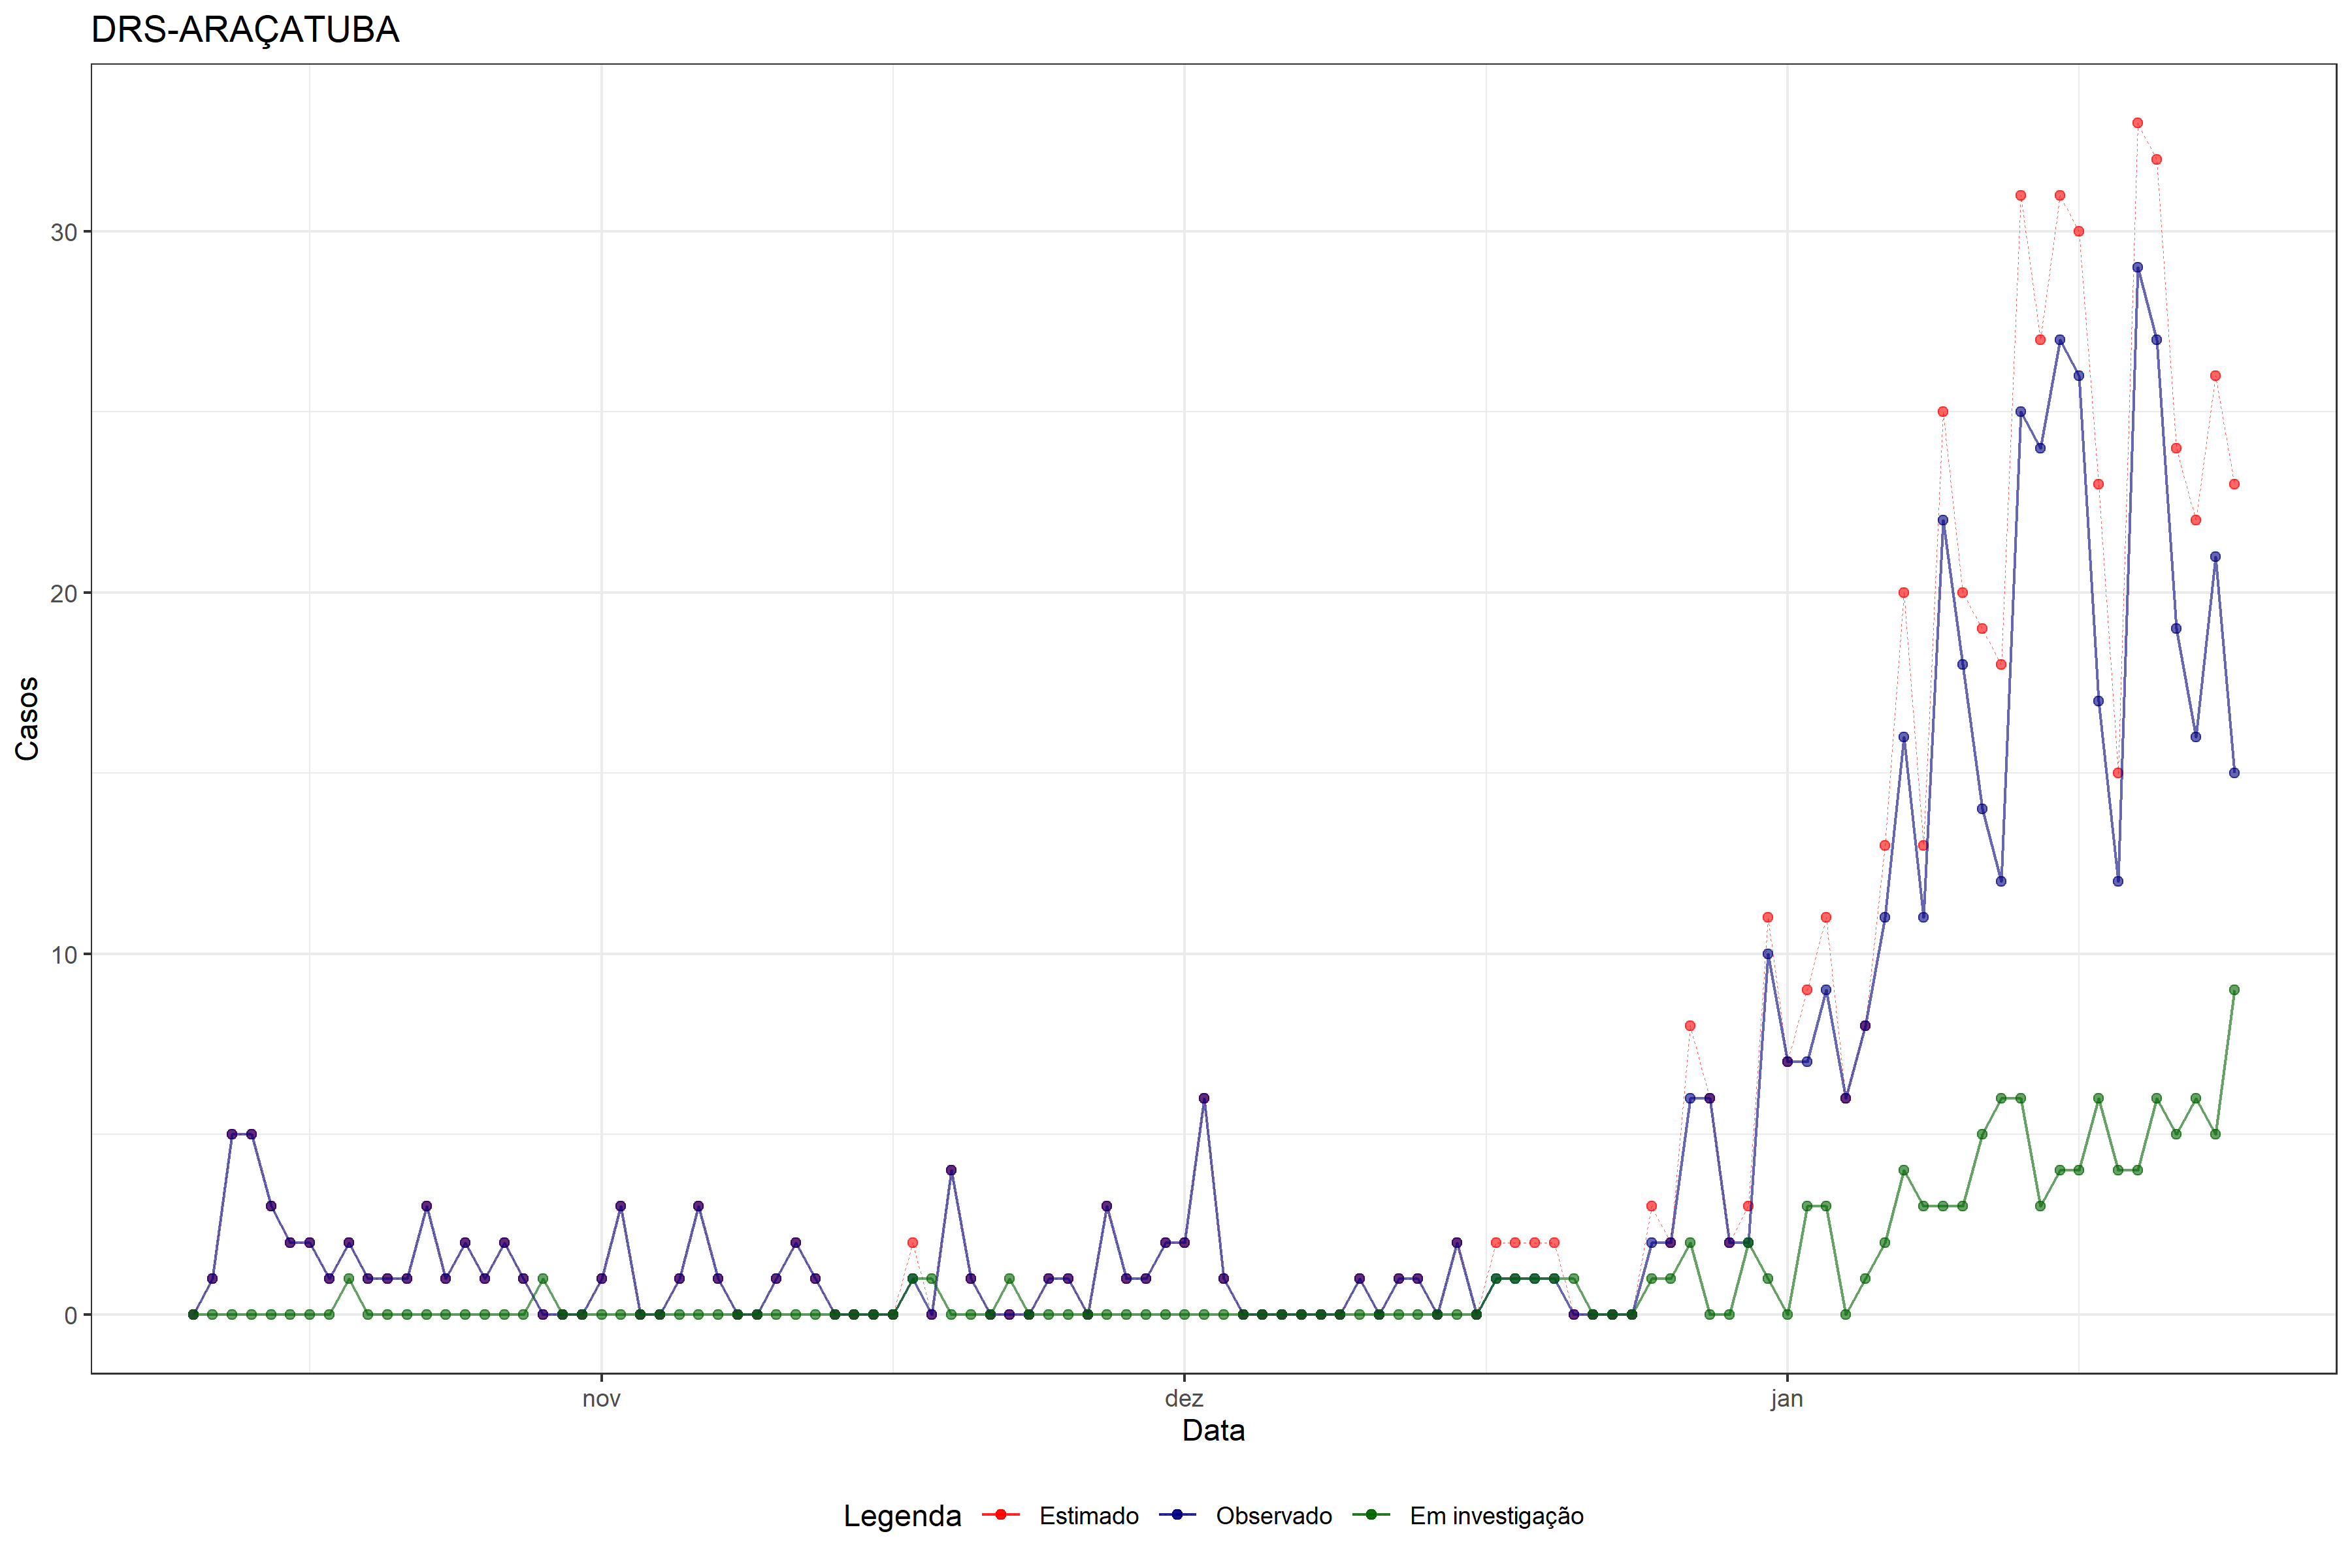 DRS-ARAÇATUBA
Casos
30
20
10
0
nov dez jan
Data
Legenda Estimado Observado Em investigação